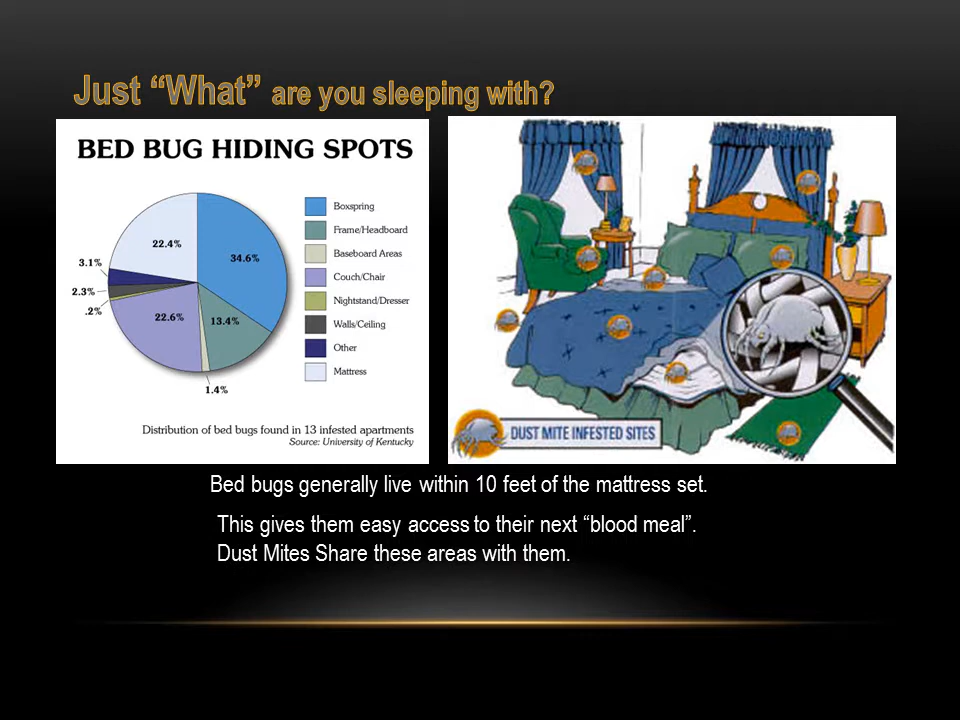 Just “What” are you sleeping with?
BED BUG HIDING SPOTS
22.4%
34.6%
3.1%
2.3%
.2%
22.6%
13.4%
1.4%
Boxspring
Frame/Headboard
Baseboard Areas
Couch/Chair
Nightstand/Dresser
Walls/Ceiling
Other
Mattress
Distribution of bed bugs found in 13 infested apartments
Source: University of Kentucky
DUST MITE INFESTED SITES
Bed bugs generally live within 10 feet of the mattress set.
This gives them easy access to their next “blood meal”.
Dust Mites Share these areas with them.